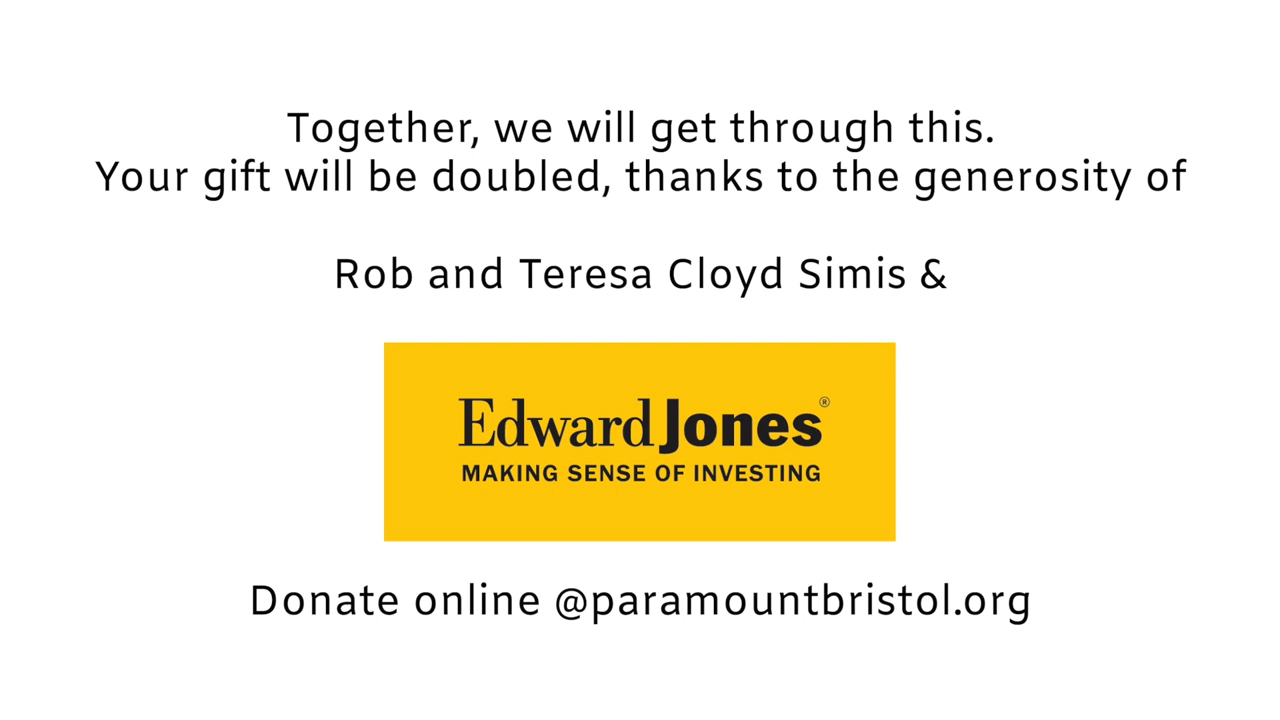 Together, we will get through this.
Your gift will be doubled, thanks to the generosity of
Rob and Teresa Cloyd Simis &
Edward Jones®
MAKING SENSE OF INVESTING
Donate online @paramountbristol.org